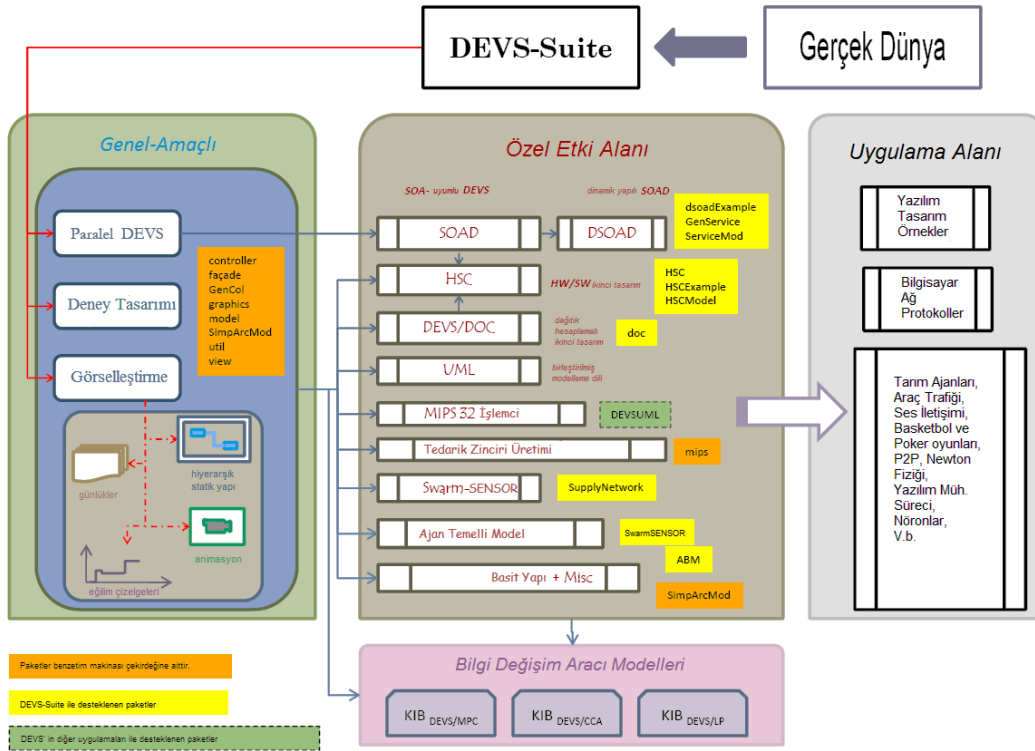 DEVS-Suite
Gerçek Dünya
Genel-Amaçlı
Paralel DEVS
Deney Tasarımı
Görselleştirme
controller
façade
GenCol
graphics
model
SimpArcMod
util
view
günlükler
hiyerarşik
statik yapı
animasyon
eğilim çizelgeleri
Özel Etki Alanı
SOA- uyumlu DEVS
dinamik yapılı SOAD
SOAD
DSOAD
dsoadExample
GenService
ServiceMod
HSC
HW/SW ikinci tasarım
HSC
HSCExample
HSCModel
DEVS/DOC
dağıtık
hesaplamalı
ikinci tasarım
doc
UML
birleştirilmiş
modelleme dili
MIPS 32 İşlemci
DEVSUML
Tedarik Zinciri Üretimi
mips
Swarm-SENSOR
SupplyNetwork
Ajan Temelli Model
SwarmSENSOR
ABM
Basit Yapı + Misc
SimpArcMod
Uygulama Alanı
Yazılım
Tasarım
Örnekler
Bilgisayar
Ağ
Protokoller
Tarım Ajanları,
Araç Trafiği,
Ses İletişimi,
Basketbol ve
Poker oyunları,
P2P, Newton
Fiziği,
Yazılım Müh.
Süreci,
Nöronlar,
V.b.
Bilgi Değişim Aracı Modelleri
KIB DEVS/MPC
KIB DEVS/CCA
KIB DEVS/LP
Paketler benzetim makinası çekirdeğine aittir.
DEVS-Suite ile desteklenen paketler
DEVS' in diğer uygulamaları ile desteklenen paketler